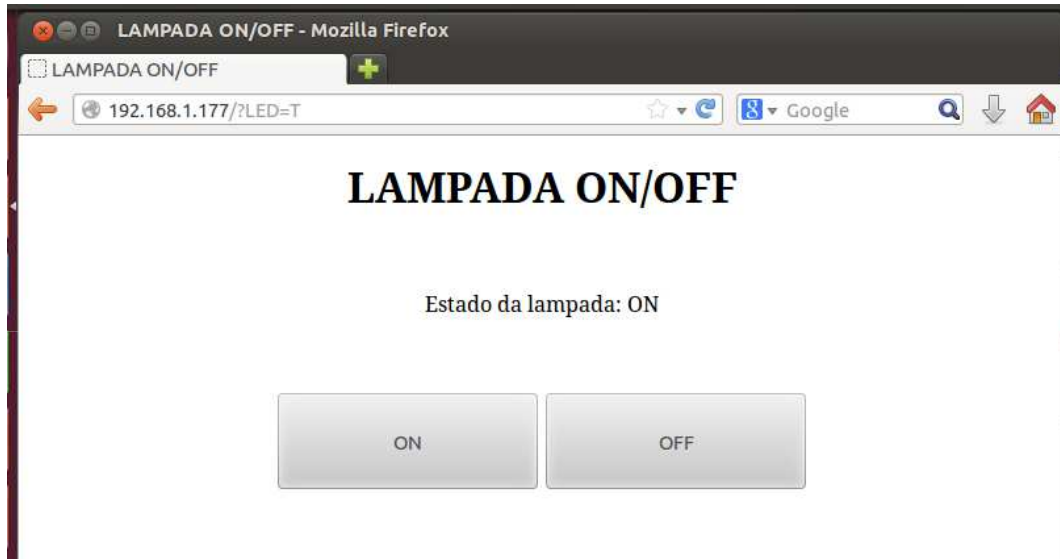 LAMPADA ON/OFF - Mozilla Firefox
LAMPADA ON/OFF
192.168.1.177/?LED=T
8 Google
LAMPADA ON/OFF
Estado da lampada: ON
ON OFF